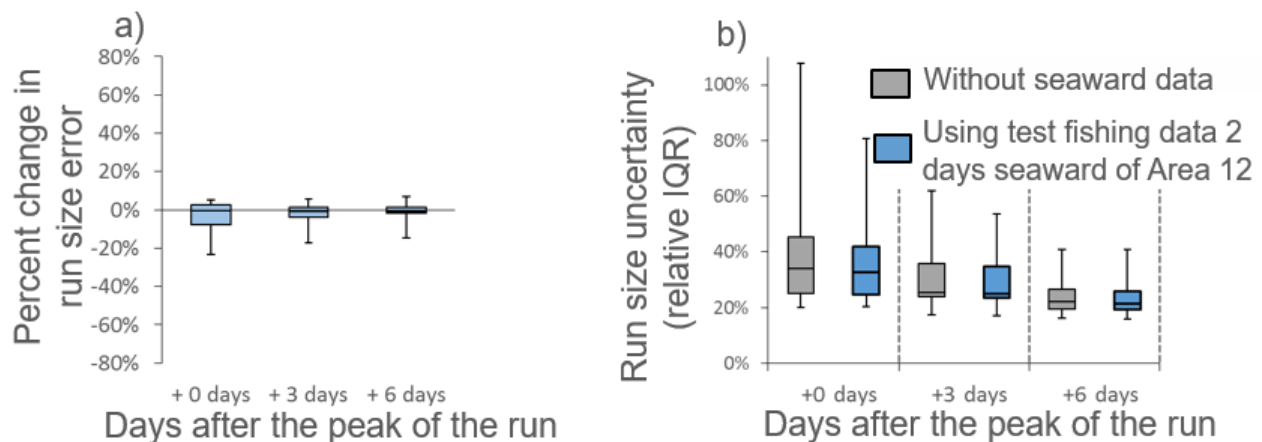 a)
Percent change in
run size error
80%
60%
40%
20%
0%
-20%
-40%
-60%
-80%
+ 0 days + 3 days + 6 days
Days after the peak of the run
b)
Run size uncertainty
(relative IQR)
100%
80%
60%
40%
20%
0%
Without seaward data
Using test fishing data 2
days seaward of Area 12
+0 days +3 days +6 days
Days after the peak of the run